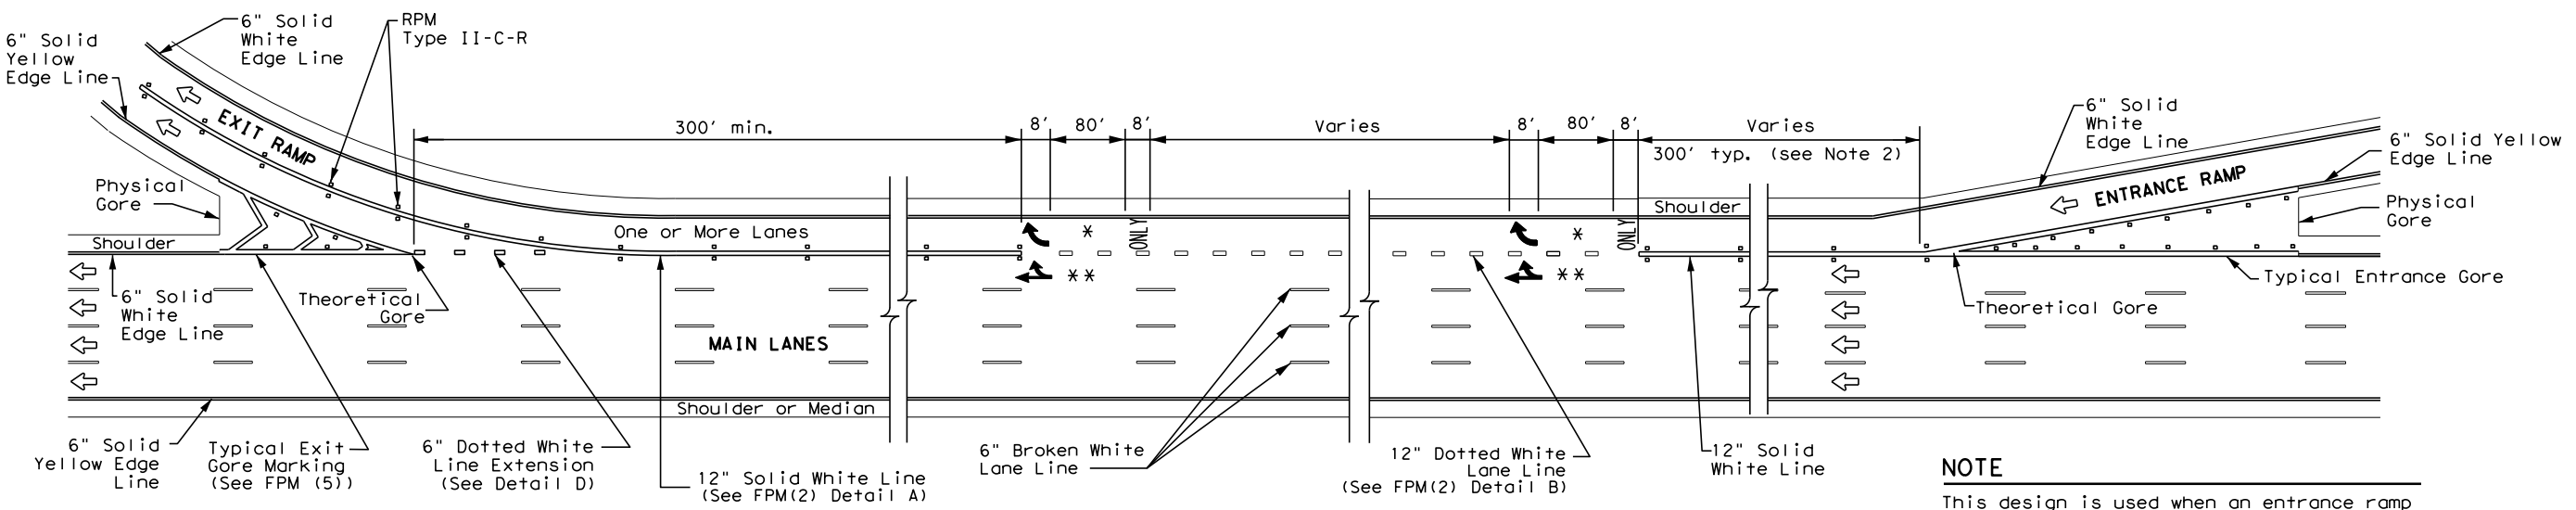 6" Solid
White
Edge Line
RPM
Type II-C-R
6" Solid
Yellow
Edge Line
EXIT RAMP
300' min.
8'
80'
8'
Varies
8'
80'
8'
Varies
300' typ. (see Note 2)
6" Solid
White
Edge Line
6" Solid Yellow
Edge Line
Physical
Gore
Shoulder
One or More Lanes
*
ONLY
**
*
ONLY
**
Shoulder
ENTRANCE RAMP
Physical
Gore
6" Solid
White
Edge Line
Theoretical
Gore
MAIN LANES
Typical Entrance Gore
Theoretical Gore
Shoulder or Median
6" Solid
Yellow Edge
Line
Typical Exit
Gore Marking
(See FPM (5))
6" Dotted White
Line Extension
(See Detail D)
12" Solid White Line
(See FPM(2) Detail A)
6" Broken White
Lane Line
12" Dotted White
Lane Line
(See FPM(2) Detail B)
12" Solid
White Line
NOTE
This design is used when an entrance ramp